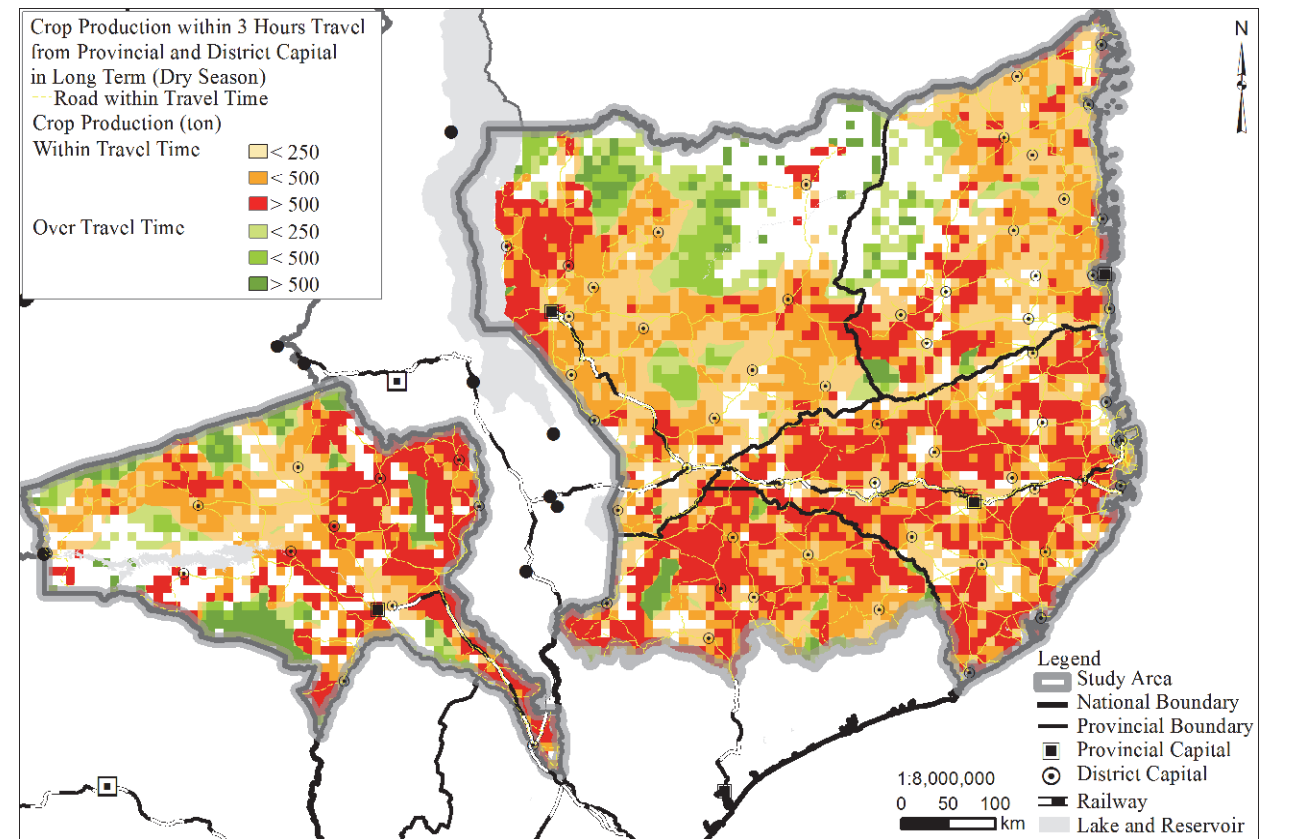 Crop Production within 3 Hours Travel
from Provincial and District Capital
in Long Term (Dry Season)
Road within Travel Time
Crop Production (ton)
Within Travel Time
< 250
< 500
> 500
Over Travel Time
< 250
< 500
> 500
N
Legend
Study Area
National Boundary
Provincial Boundary
Provincial Capital
District Capital
Railway
Lake and Reservoir
1:8,000,000
0 50 100
km